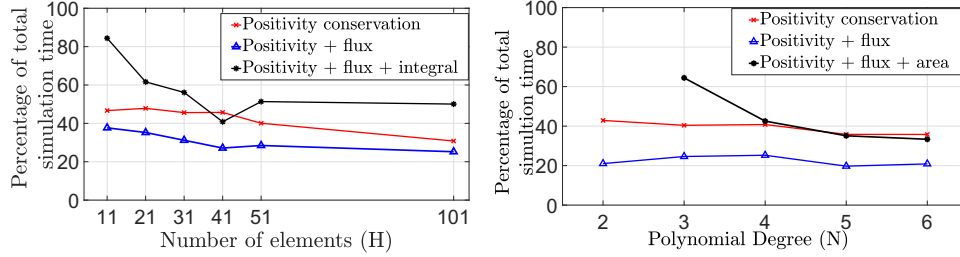 100
80
60
40
20
0
Percentage of total
simulation time
Positivity conservation
Positivity + flux
Positivity + flux + integral
11 21 31 41 51 101
Number of elements (H)
100
80
60
40
20
0
Percentage of total
simultion time
Positivity conservation
Positivity + flux
Positivity + flux + area
2 3 4 5 6
Polynomial Degree (N)